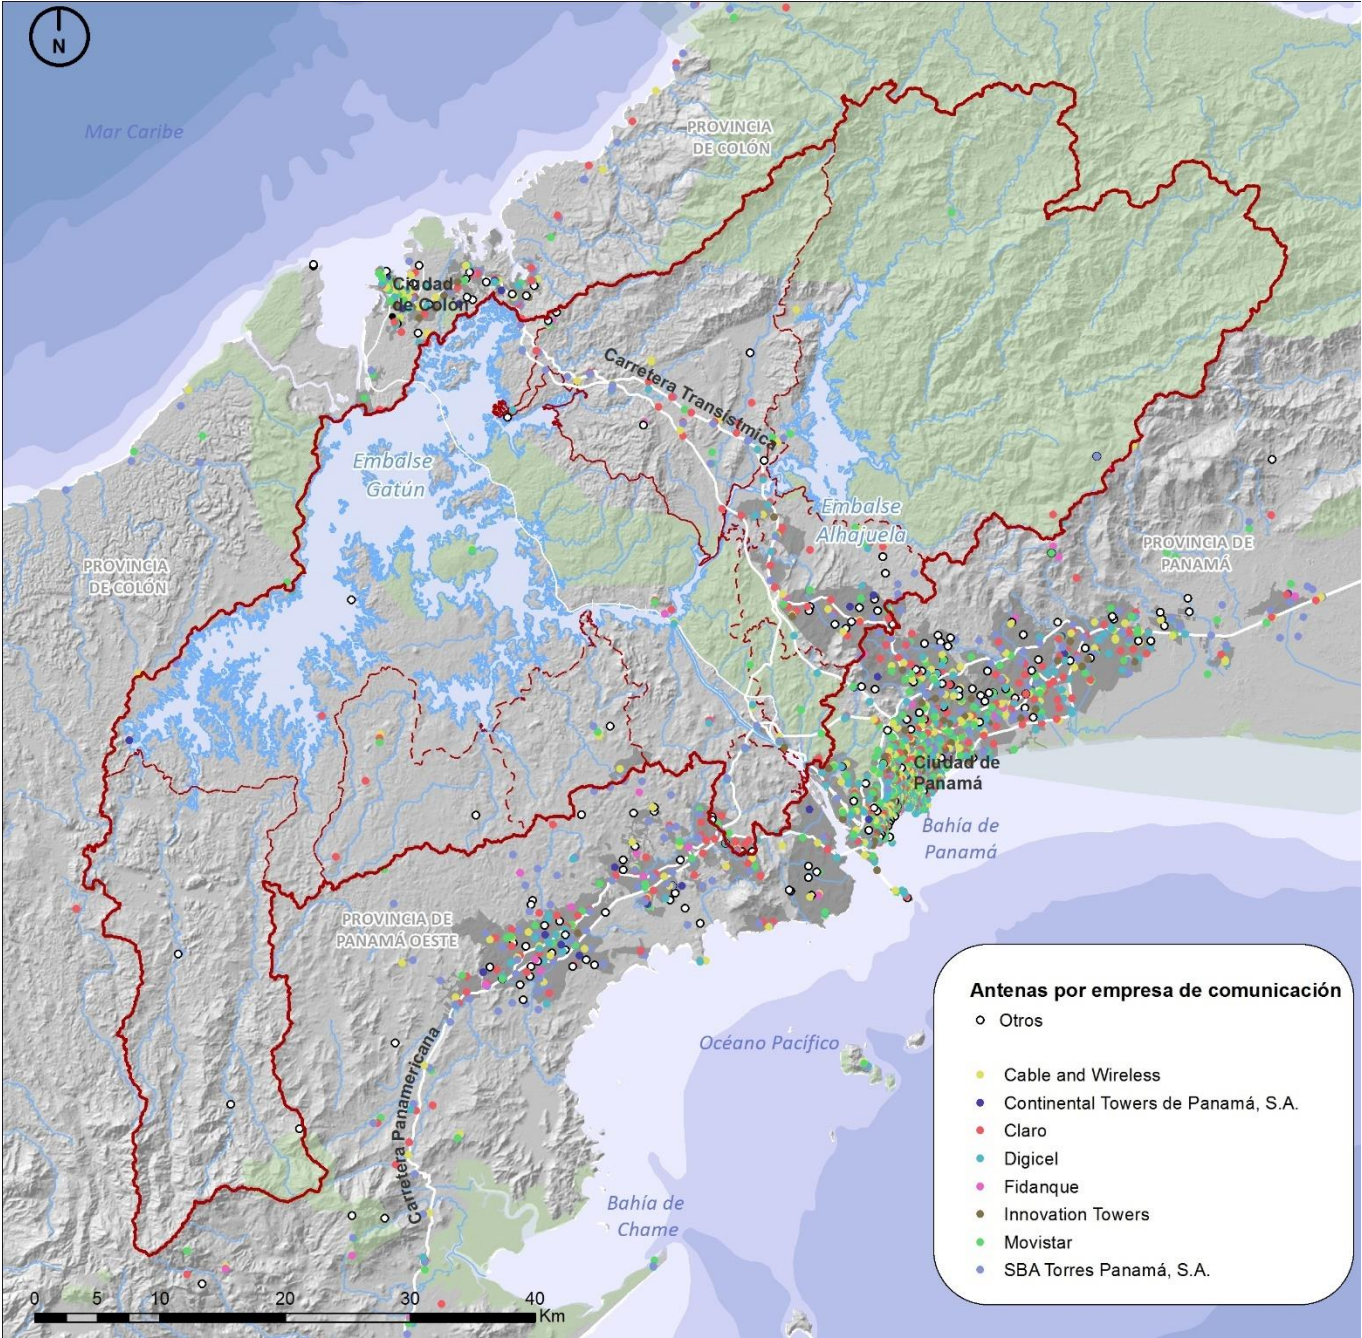 N
Mar Caribe
PROVINCIA
DE COLÓN
Ciudad
de Colón
Carretera Transístmica
Embalse
Gatún
Embalse
Alhajuela
PROVINCIA
DE COLÓN
PROVINCIA DE
PANAMÁ
Ciudad de
Panamá
Bahía de
Panamá
PROVINCIA DE
PANAMÁ OESTE
Carretera Panamericana
Océano Pacífico
Bahía de
Chame
Antenas por empresa de comunicación
Otros
Cable and Wireless
Continental Towers de Panamá, S.A.
Claro
Digicel
Fidanque
Innovation Towers
Movistar
SBA Torres Panamá, S.A.
0 5 10 20 30 40
Km